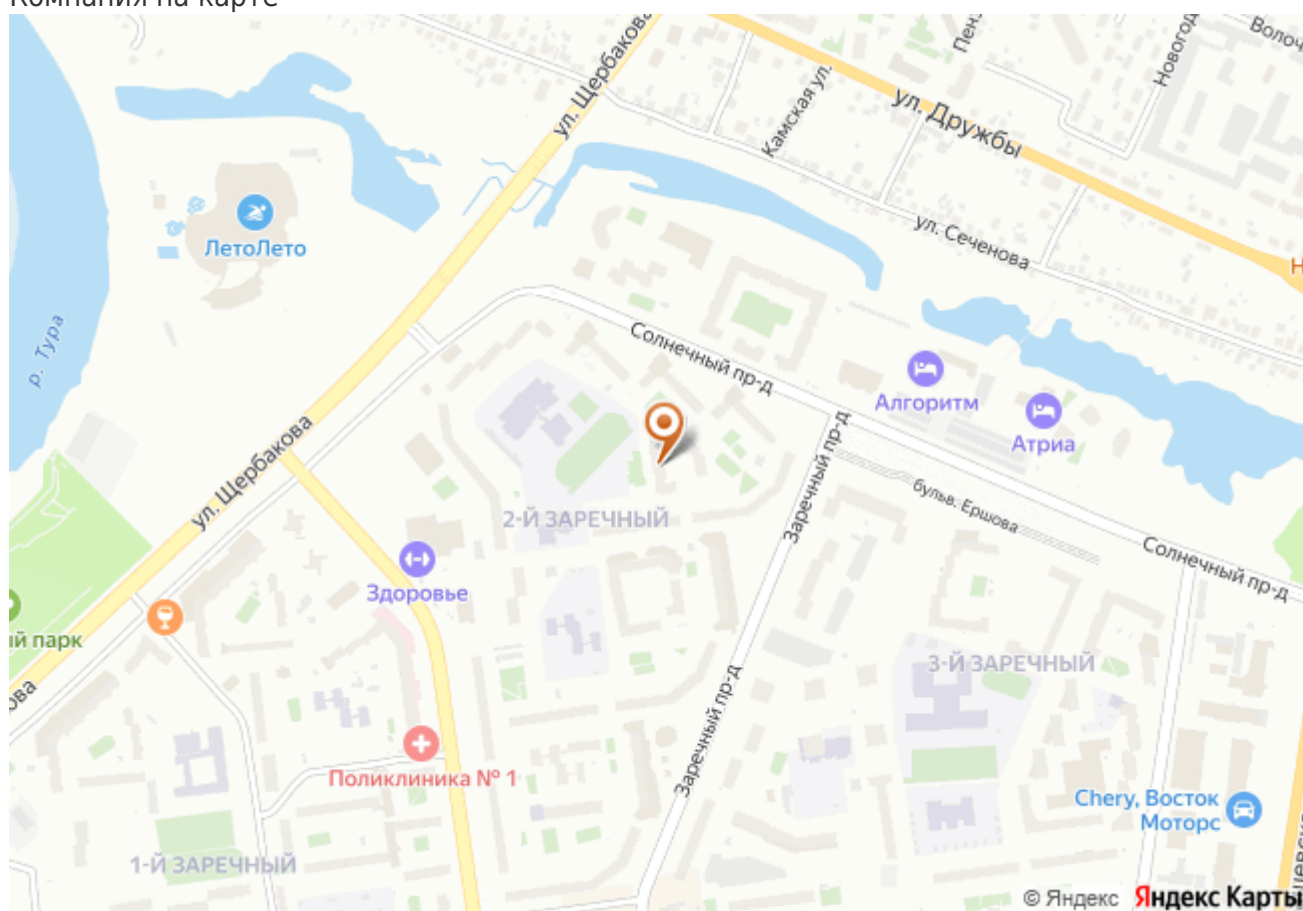 Компания на карте
ул. Щербакова
Камская ул.
ул. Дружбы
ул. Сеченова
ЛетоЛето
р. Тура
Солнечный пр-д
Алгоритм
Атриа
Заречный пр-д
бульв. Ершова
Солнечный пр-д
ул. Щербакова
2-Й ЗАРЕЧНЫЙ
Здоровье
й парк
3-Й ЗАРЕЧНЫЙ
Заречный пр-д
Поликлиника № 1
Chery, Восток
Моторс
1-Й ЗАРЕЧНЫЙ
© Яндекс Яндекс Карты